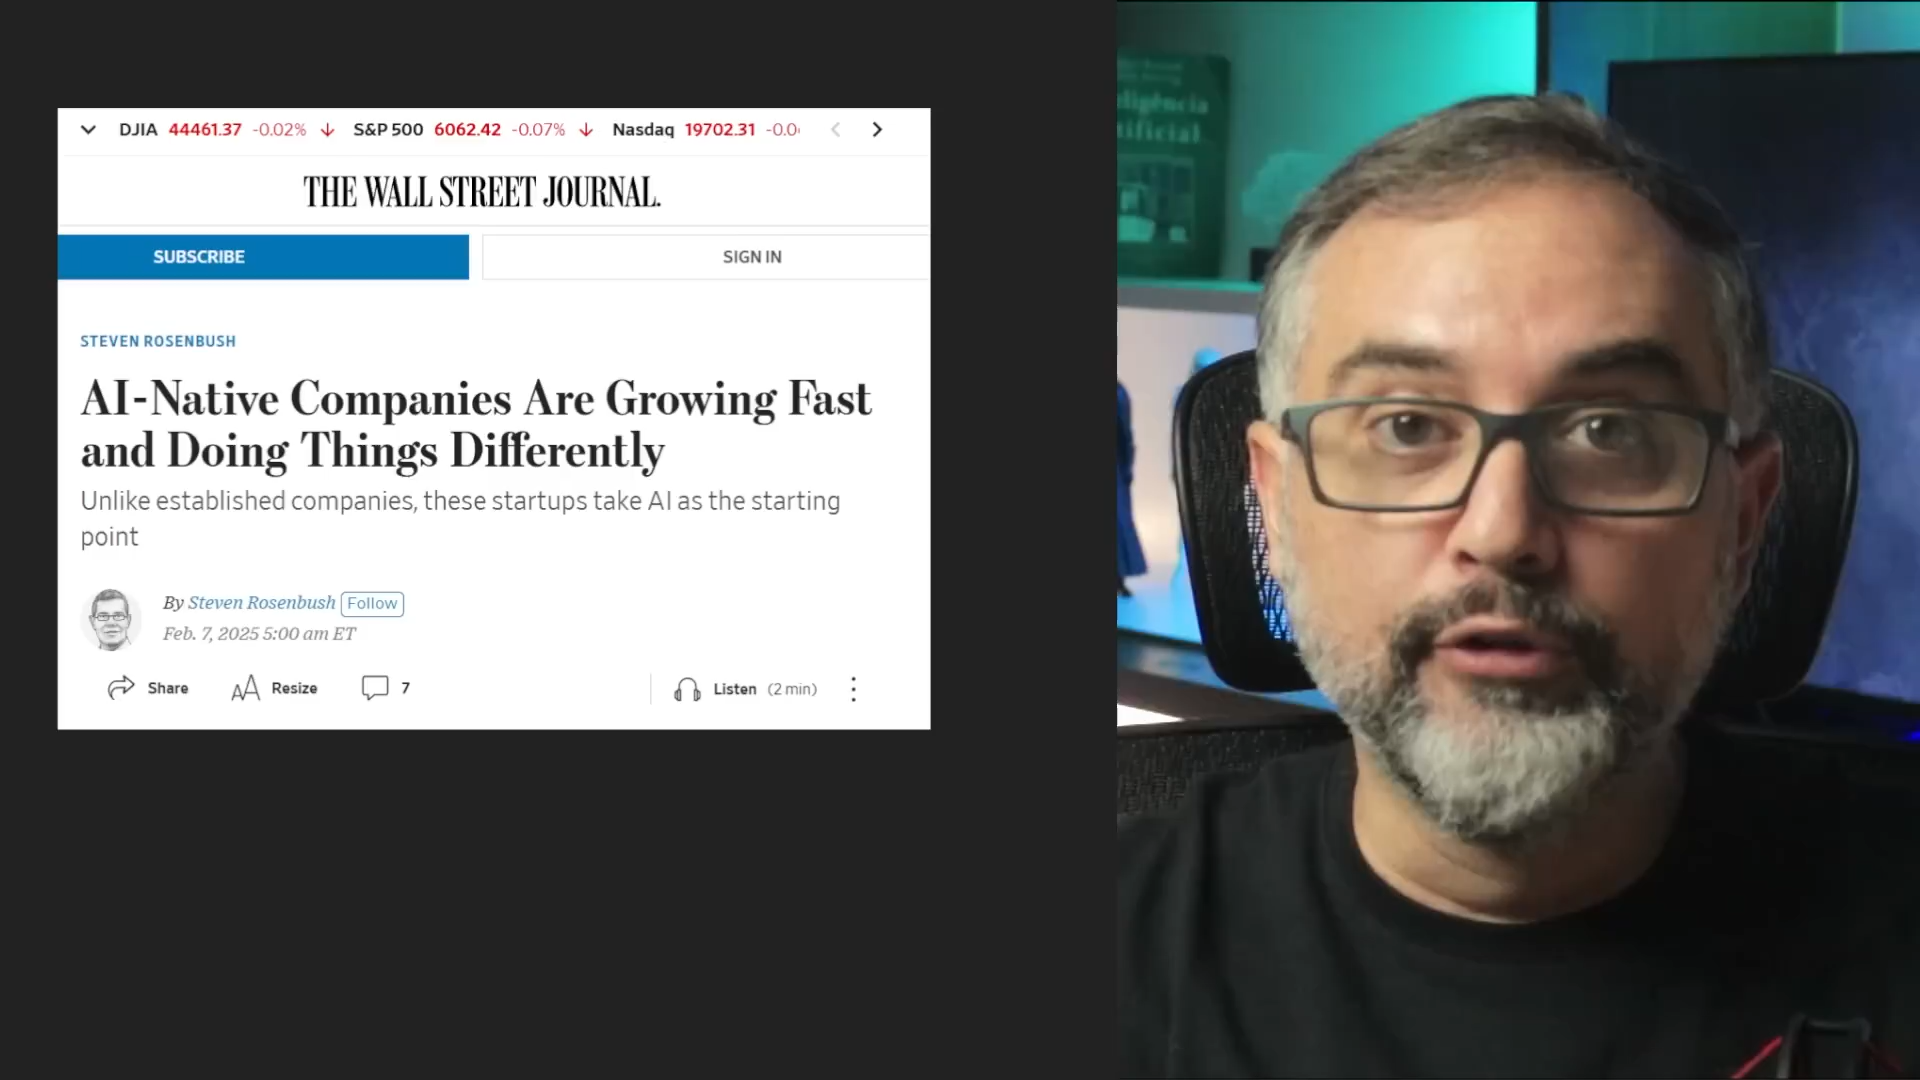 DJIA 44461.37 -0.02% S&P 500 6062.42 -0.07% Nasdaq 19702.31
THE WALL STREET JOURNAL.
SUBSCRIBE SIGN IN
STEVEN ROSENBUSH
AI-Native Companies Are Growing Fast
and Doing Things Differently
Unlike established companies, these startups take AI as the starting
point
By Steven Rosenbush Follow
Feb. 7, 2025 5:00 am ET
Share Resize 7 Listen (2 min)